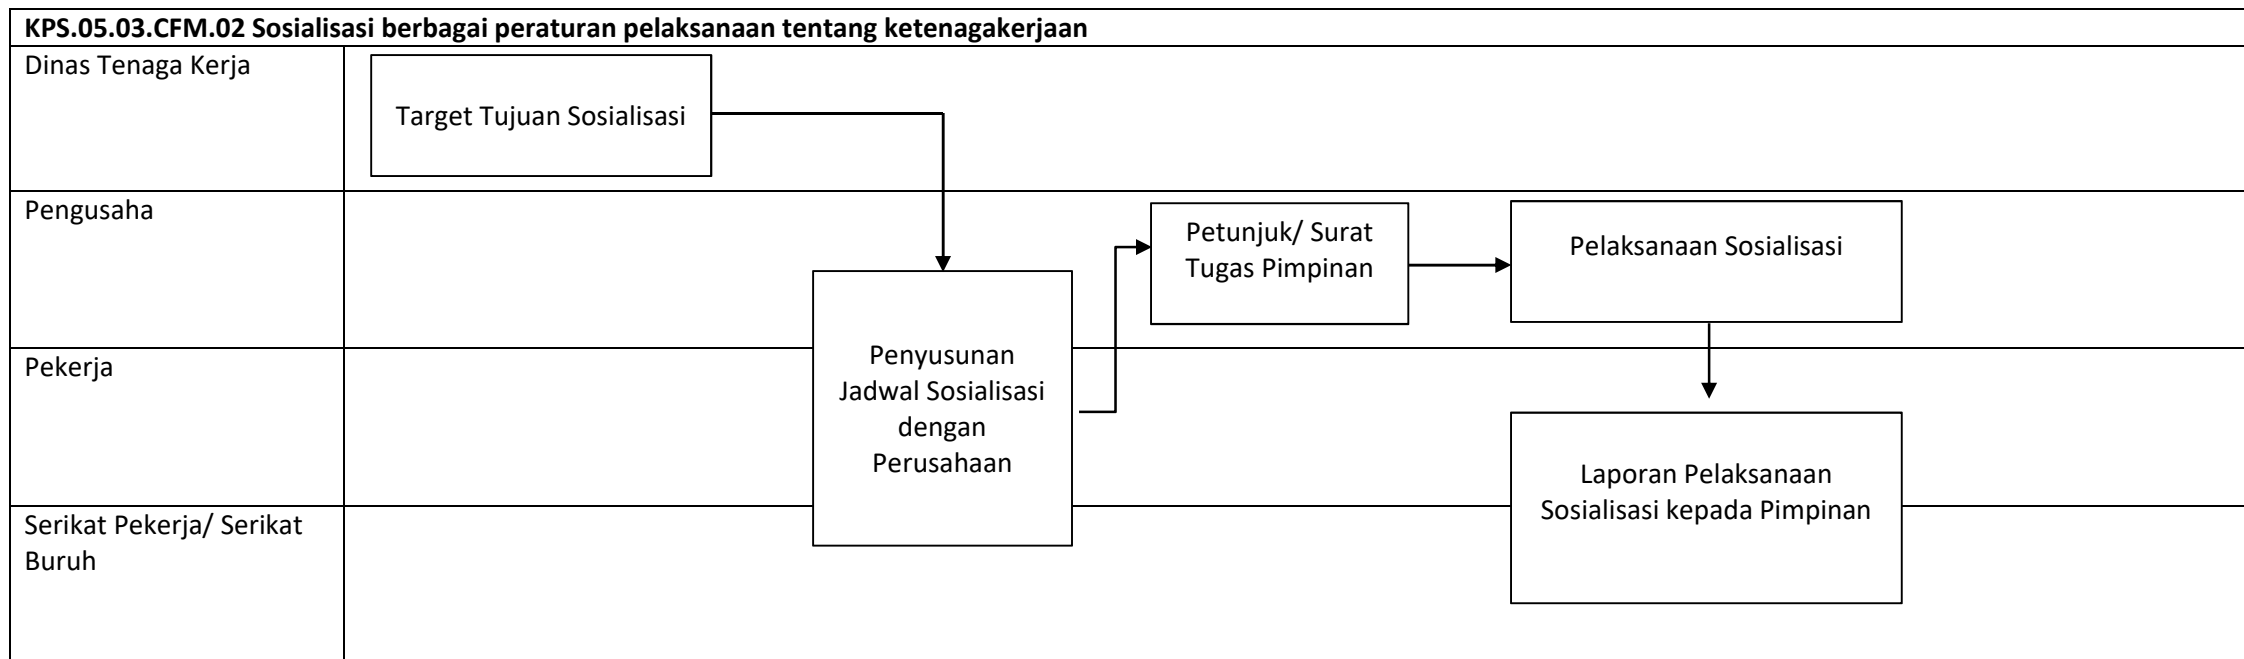 KPS.05.03.CFM.02 Sosialisasi berbagai peraturan pelaksanaan tentang ketenagakerjaan
Dinas Tenaga Kerja
Target Tujuan Sosialisasi
Pengusaha
Petunjuk/ Surat
Tugas Pimpinan
Pelaksanaan Sosialisasi
Pekerja
Penyusunan
Jadwal Sosialisasi
dengan
Perusahaan
Laporan Pelaksanaan
Sosialisasi kepada Pimpinan
Serikat Pekerja/ Serikat
Buruh